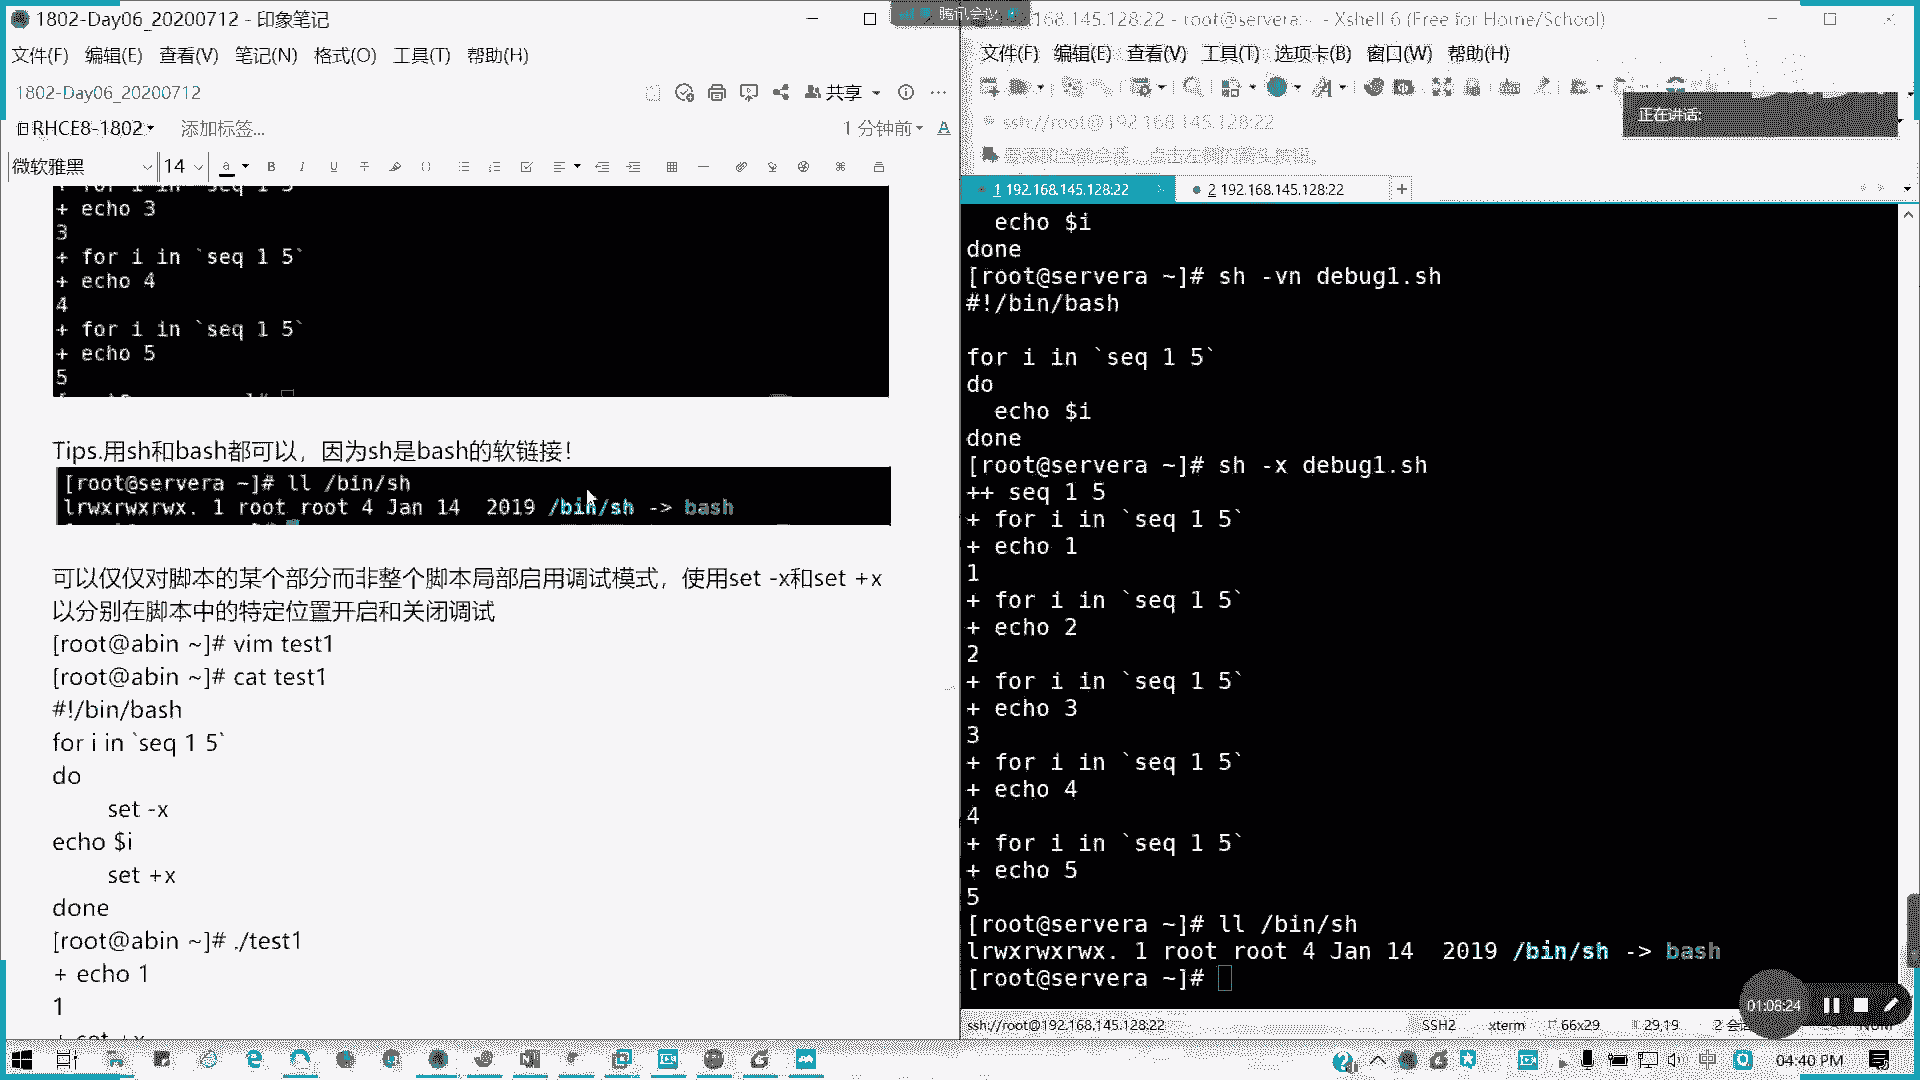 1802-Day06_20200712 - 印象笔记
文件(F) 编辑(E) 查看(V) 笔记(N) 格式(O) 工具(T) 帮助(H)
1802-Day06_20200712
共享
RHCE8-1802
添加标签...
1 分钟前
微软雅黑
14
+ for i in `seq 1 5`
+ echo 3
3
+ for i in `seq 1 5`
+ echo 4
4
+ for i in `seq 1 5`
+ echo 5
5
Tips.用sh和bash都可以，因为sh是bash的软链接！
[root@servera ~]# ll /bin/sh
lrwxrwxrwx. 1 root root 4 Jan 14  2019 /bin/sh -> bash
可以仅仅对脚本的某个部分而非整个脚本局部启用调试模式，使用set -x和set +x
以分别在脚本中的特定位置开启和关闭调试
[root@abin ~]# vim test1
[root@abin ~]# cat test1
#!/bin/bash
for i in `seq 1 5`
do
set -x
echo $i
set +x
done
[root@abin ~]# ./test1
+ echo 1
1
+ set +x
腾讯会议
192.168.145.128:22 - root@servera:~ - Xshell 6 (Free for Home/School)
文件(F) 编辑(E) 查看(V) 工具(T) 选项卡(B) 窗口(W) 帮助(H)
ssh://root@192.168.145.128:22
正在讲话:
1 192.168.145.128:22
2 192.168.145.128:22
echo $i
done
[root@servera ~]# sh -vn debug1.sh
#!/bin/bash
for i in `seq 1 5`
do
echo $i
done
[root@servera ~]# sh -x debug1.sh
++ seq 1 5
+ for i in `seq 1 5`
+ echo 1
1
+ for i in `seq 1 5`
+ echo 2
2
+ for i in `seq 1 5`
+ echo 3
3
+ for i in `seq 1 5`
+ echo 4
4
+ for i in `seq 1 5`
+ echo 5
5
[root@servera ~]# ll /bin/sh
lrwxrwxrwx. 1 root root 4 Jan 14  2019 /bin/sh -> bash
[root@servera ~]#
01:08:24
ssh://root@192.168.145.128:22
SSH2
xterm
66x29
29,19
04:40 PM